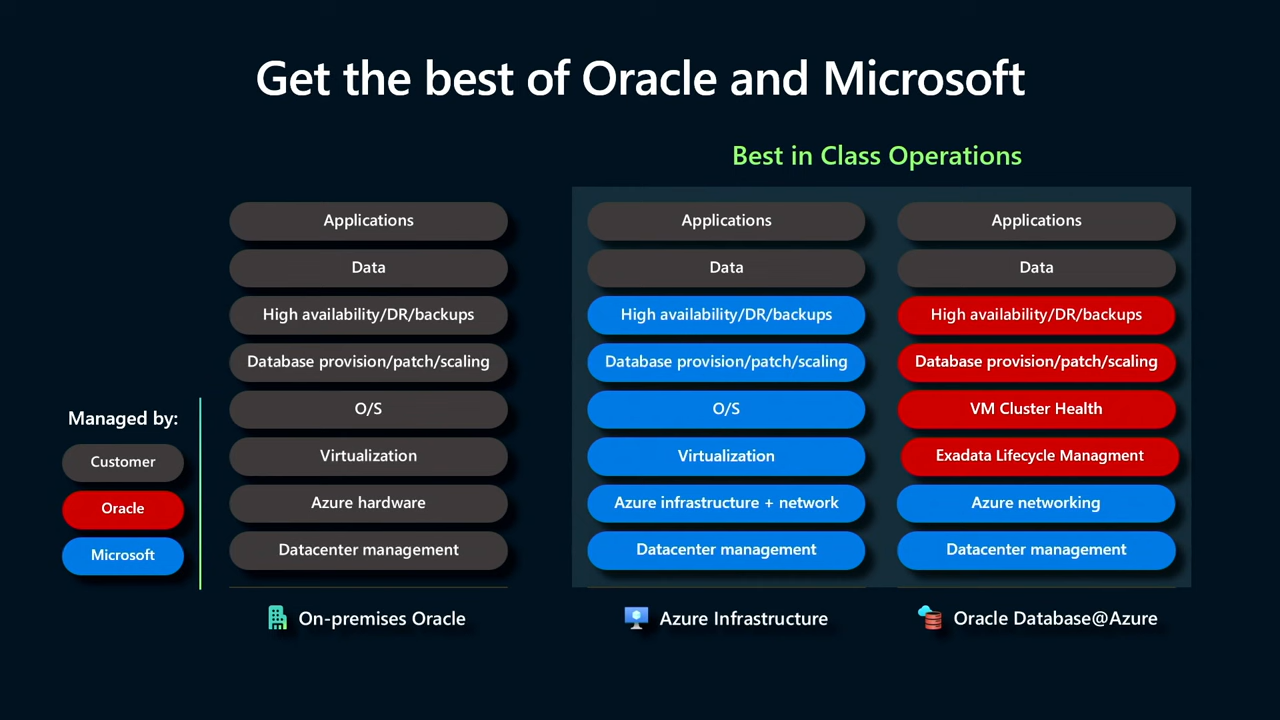 Get the best of Oracle and Microsoft
Best in Class Operations
Managed by:
Customer
Oracle
Microsoft
Applications
Data
High availability/DR/backups
Database provision/patch/scaling
O/S
Virtualization
Azure hardware
Datacenter management
On-premises Oracle
Applications
Data
High availability/DR/backups
Database provision/patch/scaling
O/S
Virtualization
Azure infrastructure + network
Datacenter management
Azure Infrastructure
Applications
Data
High availability/DR/backups
Database provision/patch/scaling
VM Cluster Health
Exadata Lifecycle Managment
Azure networking
Datacenter management
Oracle Database@Azure